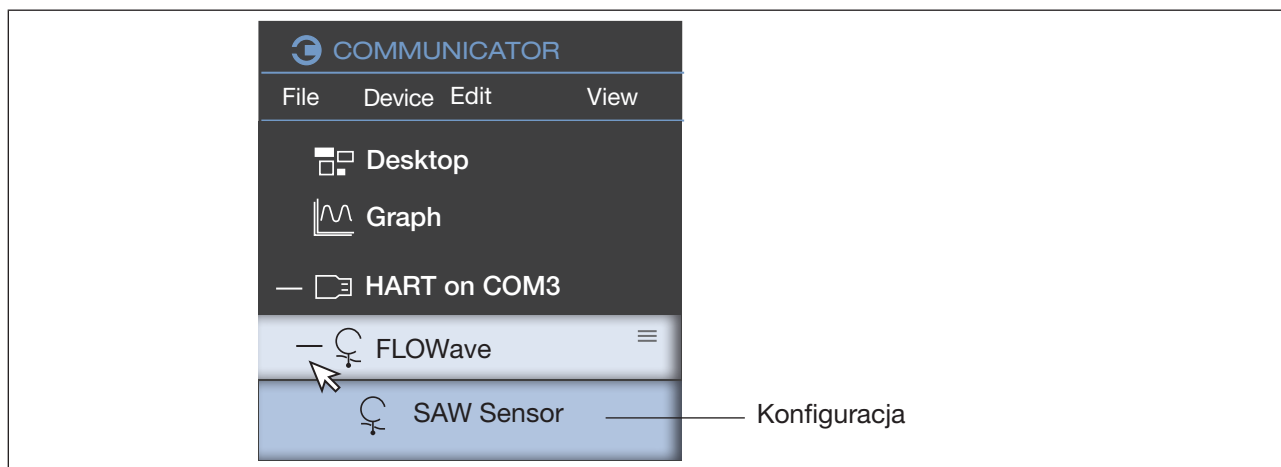 COMMUNICATOR
File Device Edit View
Desktop
Graph
HART on COM3
FLOWave
SAW Sensor Konfiguracja